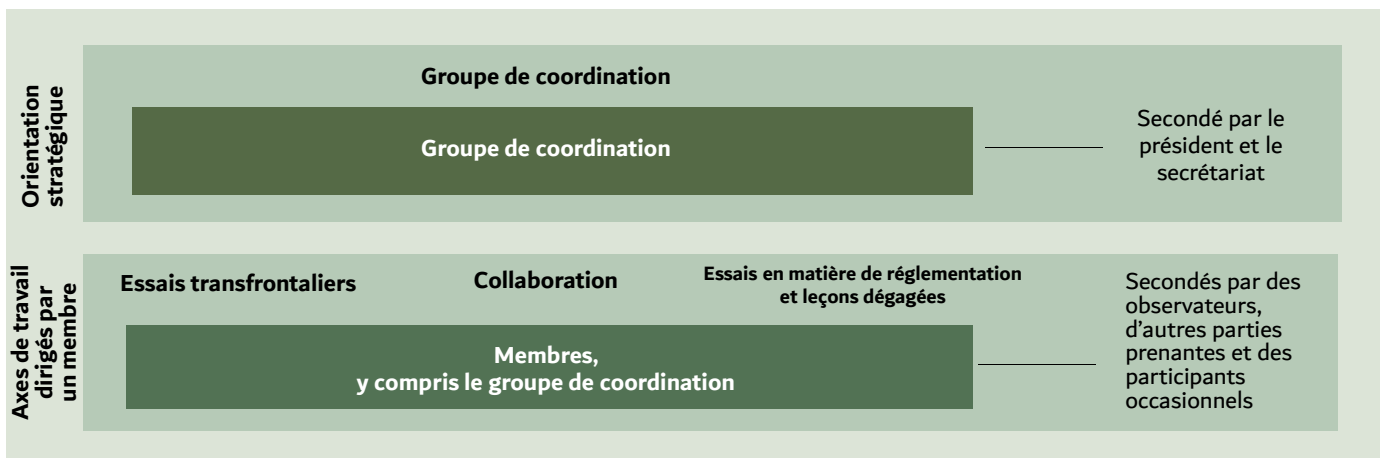 Orientation
stratégique
Groupe de coordination
Groupe de coordination
Secondé par le
président et le
secrétariat
Axes de travail
dirigés par
un membre
Essais transfrontaliers
Collaboration
Essais en matière de réglementation
et leçons dégagées
Membres,
y compris le groupe de coordination
Secondés par des
observateurs,
d’autres parties
prenantes et des
participants
occasionnels